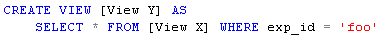 CREATE VIEW [View Y] AS
SELECT * FROM [View X] WHERE exp_id = 'foo'